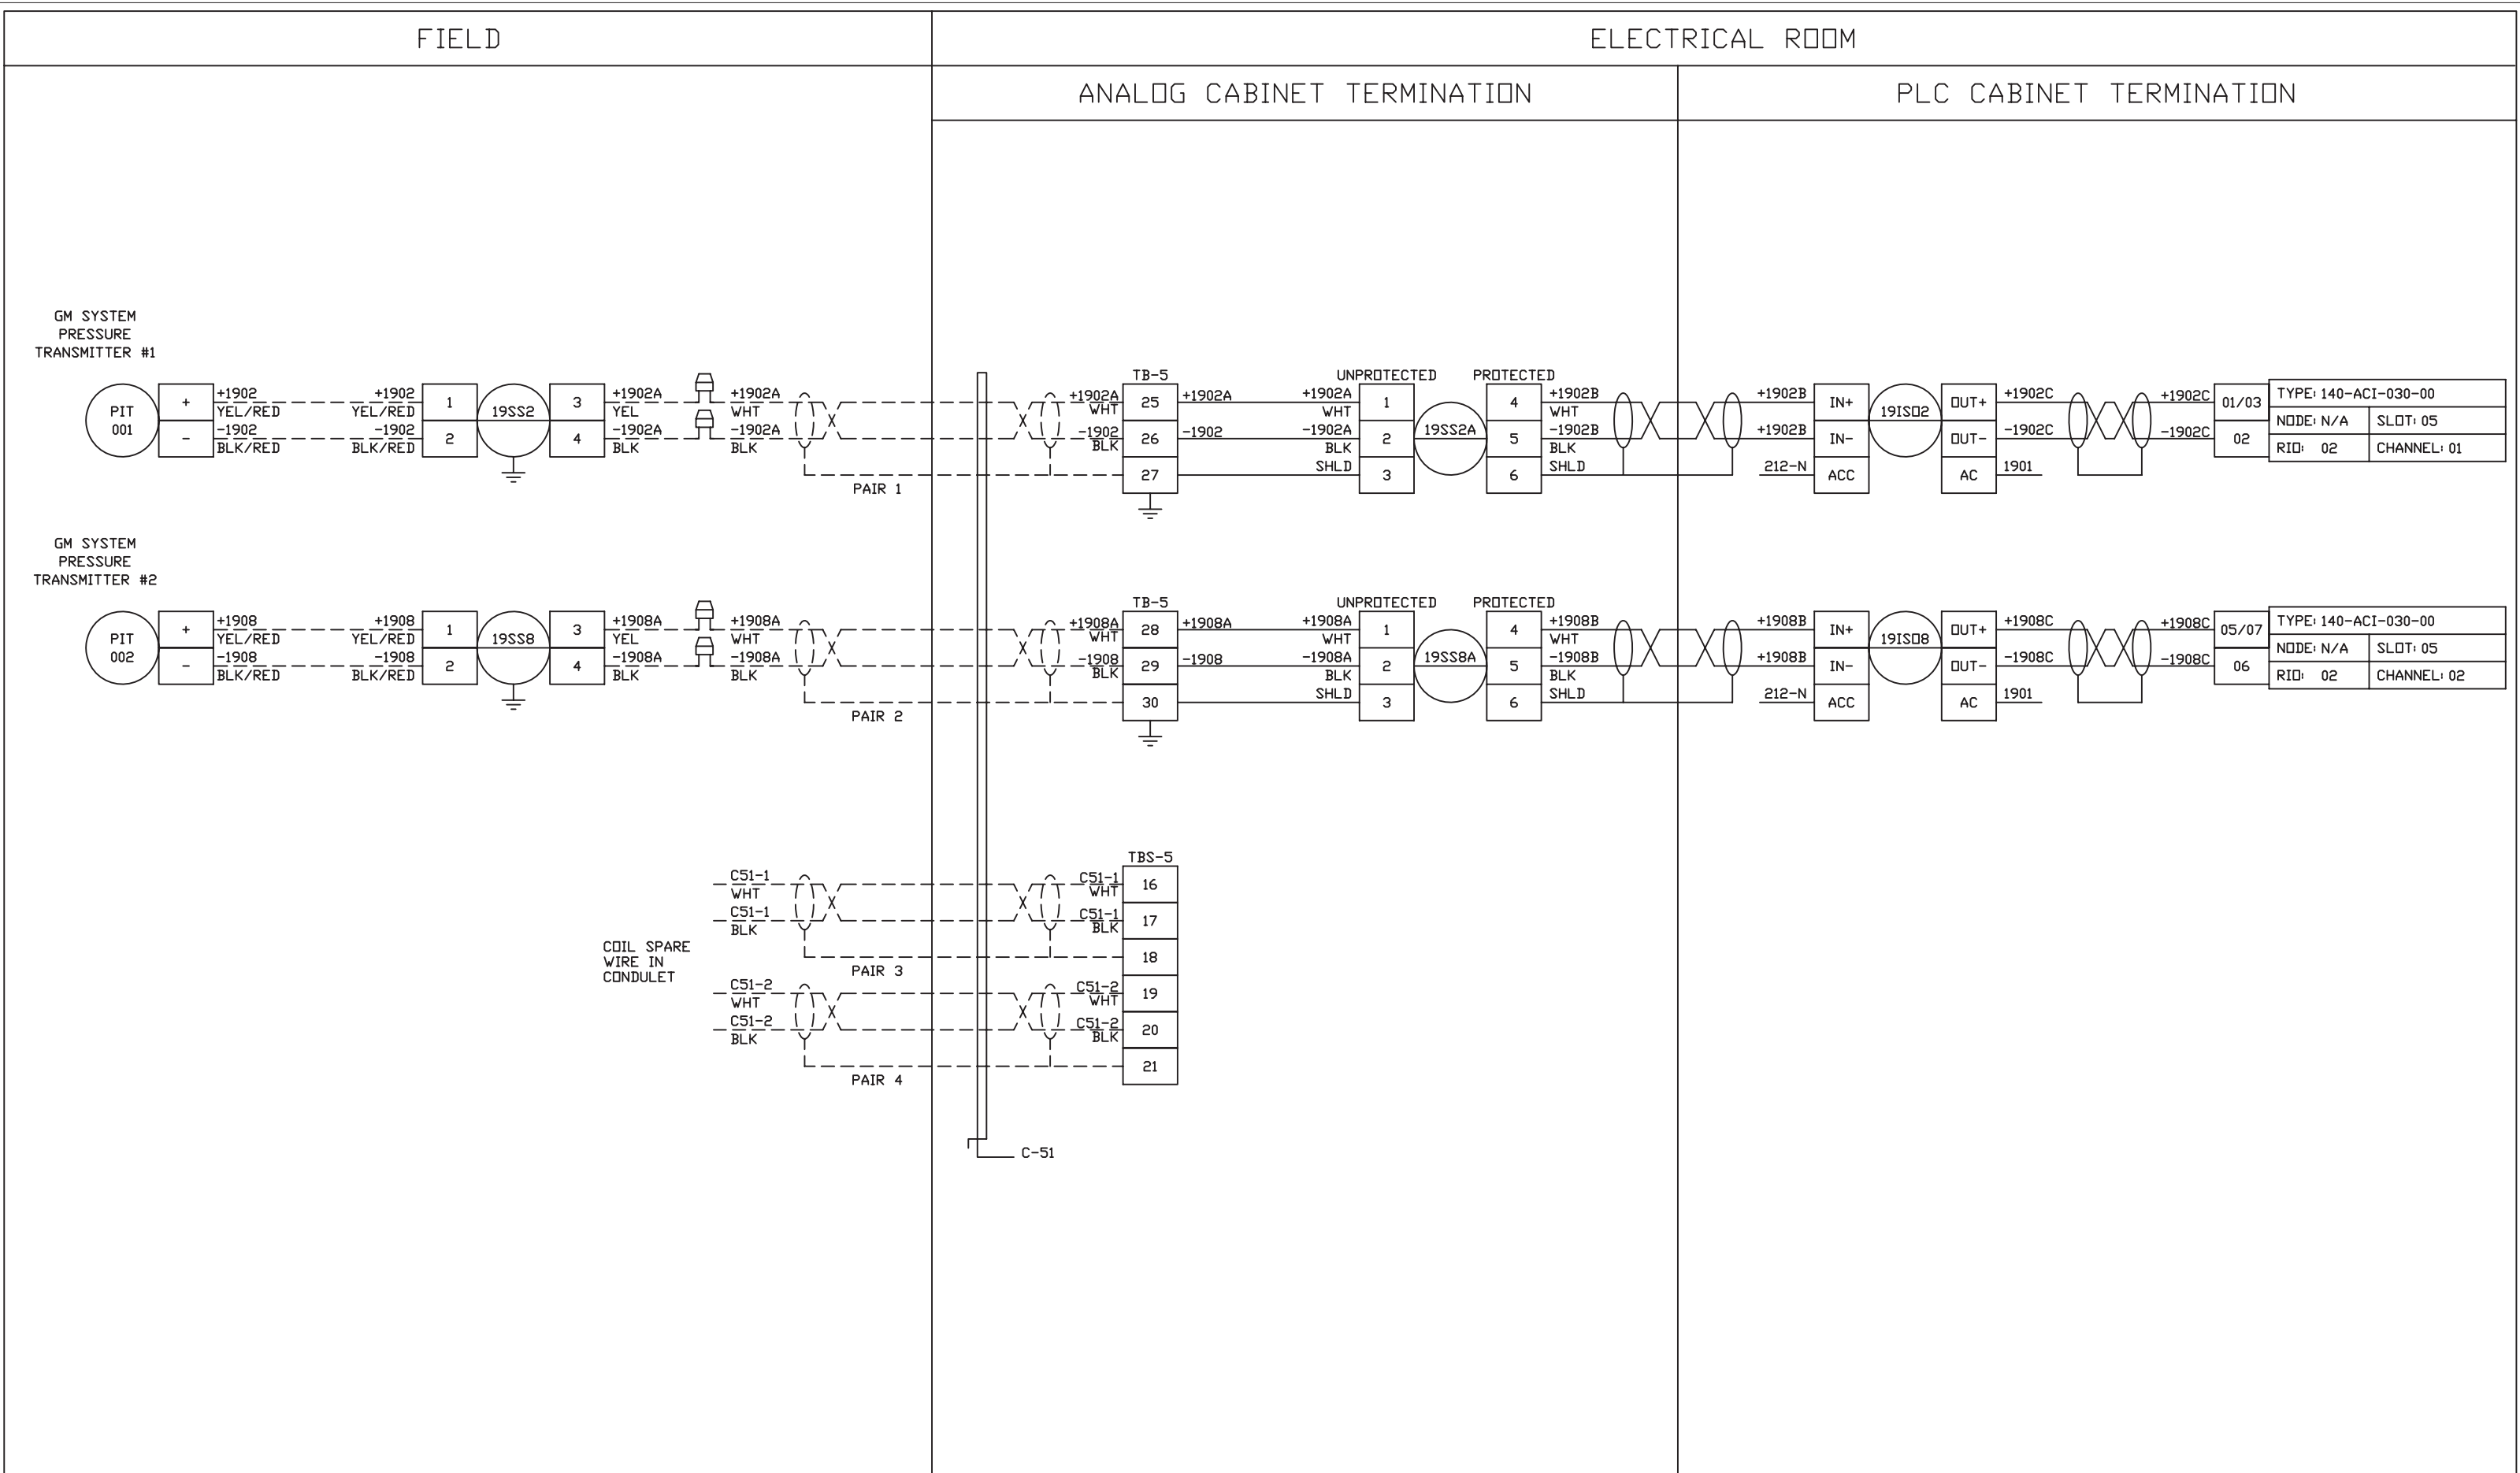 FIELD
ELECTRICAL ROOM
ANALOG CABINET TERMINATION
PLC CABINET TERMINATION
GM SYSTEM
PRESSURE
TRANSMITTER #1
PIT
001
+
-
+1902
YEL/RED
-1902
BLK/RED
+1902
YEL/RED
-1902
BLK/RED
1
2
19SS2
3
4
+1902A
YEL
-1902A
BLK
+1902A
WHT
-1902A
BLK
PAIR 1
+1902A
WHT
-1902
BLK
TB-5
25
26
27
+1902A
-1902
UNPROTECTED
+1902A
WHT
-1902A
BLK
SHLD
1
2
3
19SS2A
PROTECTED
4
5
6
+1902B
WHT
-1902B
BLK
SHLD
+1902B
+1902B
212-N
IN+
IN-
ACC
19ISO2
OUT+
OUT-
AC
+1902C
-1902C
1901
+1902C
-1902C
01/03
02
TYPE: 140-ACI-030-00
NODE: N/A SLOT: 05
RIO: 02 CHANNEL: 01
GM SYSTEM
PRESSURE
TRANSMITTER #2
PIT
002
+
-
+1908
YEL/RED
-1908
BLK/RED
+1908
YEL/RED
-1908
BLK/RED
1
2
19SS8
3
4
+1908A
YEL
-1908A
BLK
+1908A
WHT
-1908A
BLK
PAIR 2
+1908A
WHT
-1908
BLK
TB-5
28
29
30
+1908A
-1908
UNPROTECTED
+1908A
WHT
-1908A
BLK
SHLD
1
2
3
19SS8A
PROTECTED
4
5
6
+1908B
WHT
-1908B
BLK
SHLD
+1908B
+1908B
212-N
IN+
IN-
ACC
19ISO8
OUT+
OUT-
AC
+1908C
-1908C
1901
+1908C
-1908C
05/07
06
TYPE: 140-ACI-030-00
NODE: N/A SLOT: 05
RIO: 02 CHANNEL: 02
COIL SPARE
WIRE IN
CONDULET
C51-1
WHT
C51-1
BLK
PAIR 3
C51-2
WHT
C51-2
BLK
PAIR 4
C51-1
WHT
C51-1
BLK
C51-2
WHT
C51-2
BLK
TBS-5
16
17
18
19
20
21
C-51